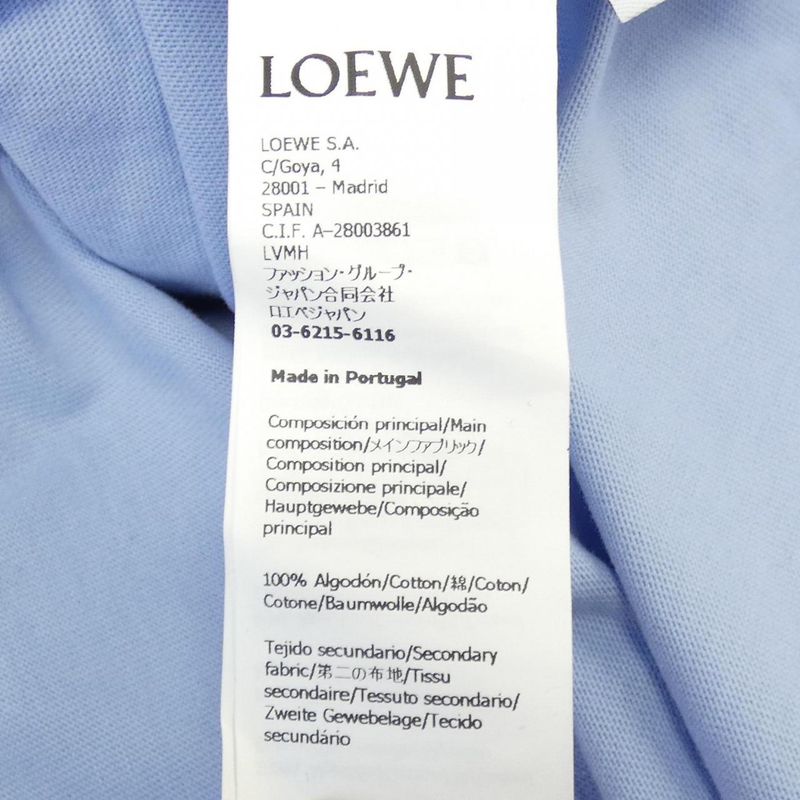 LOEWE
LOEWE S.A.
C/Goya, 4
28001 – Madrid
SPAIN
C.I.F. A-28003861
LVMH
ファッション・グループ・
ジャパン合同会社
ロエベジャパン
03-6215-6116
Made in Portugal
Composición principal/Main
composition/メインファブリック/
Composition principal/
Composizione principale/
Hauptgewebe/Composição
principal
100% Algodón/Cotton/綿/Coton/
Cotone/Baumwolle/Algodão
Tejido secundario/Secondary
fabric/第二の布地/Tissu
secondaire/Tessuto secondario/
Zweite Gewebelage/Tecido
secundário